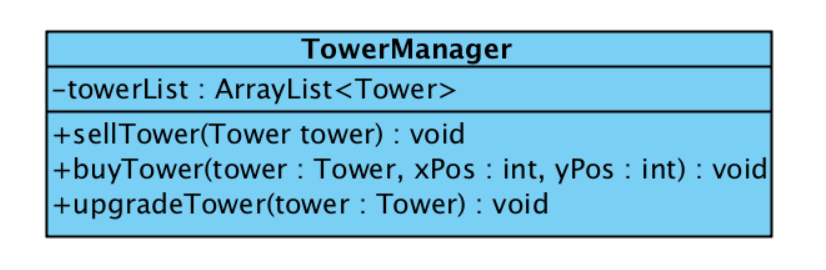 TowerManager
-towerList : ArrayList<Tower>
+sellTower(Tower tower) : void
+buyTower(tower : Tower, xPos : int, yPos : int) : void
+upgradeTower(tower : Tower) : void